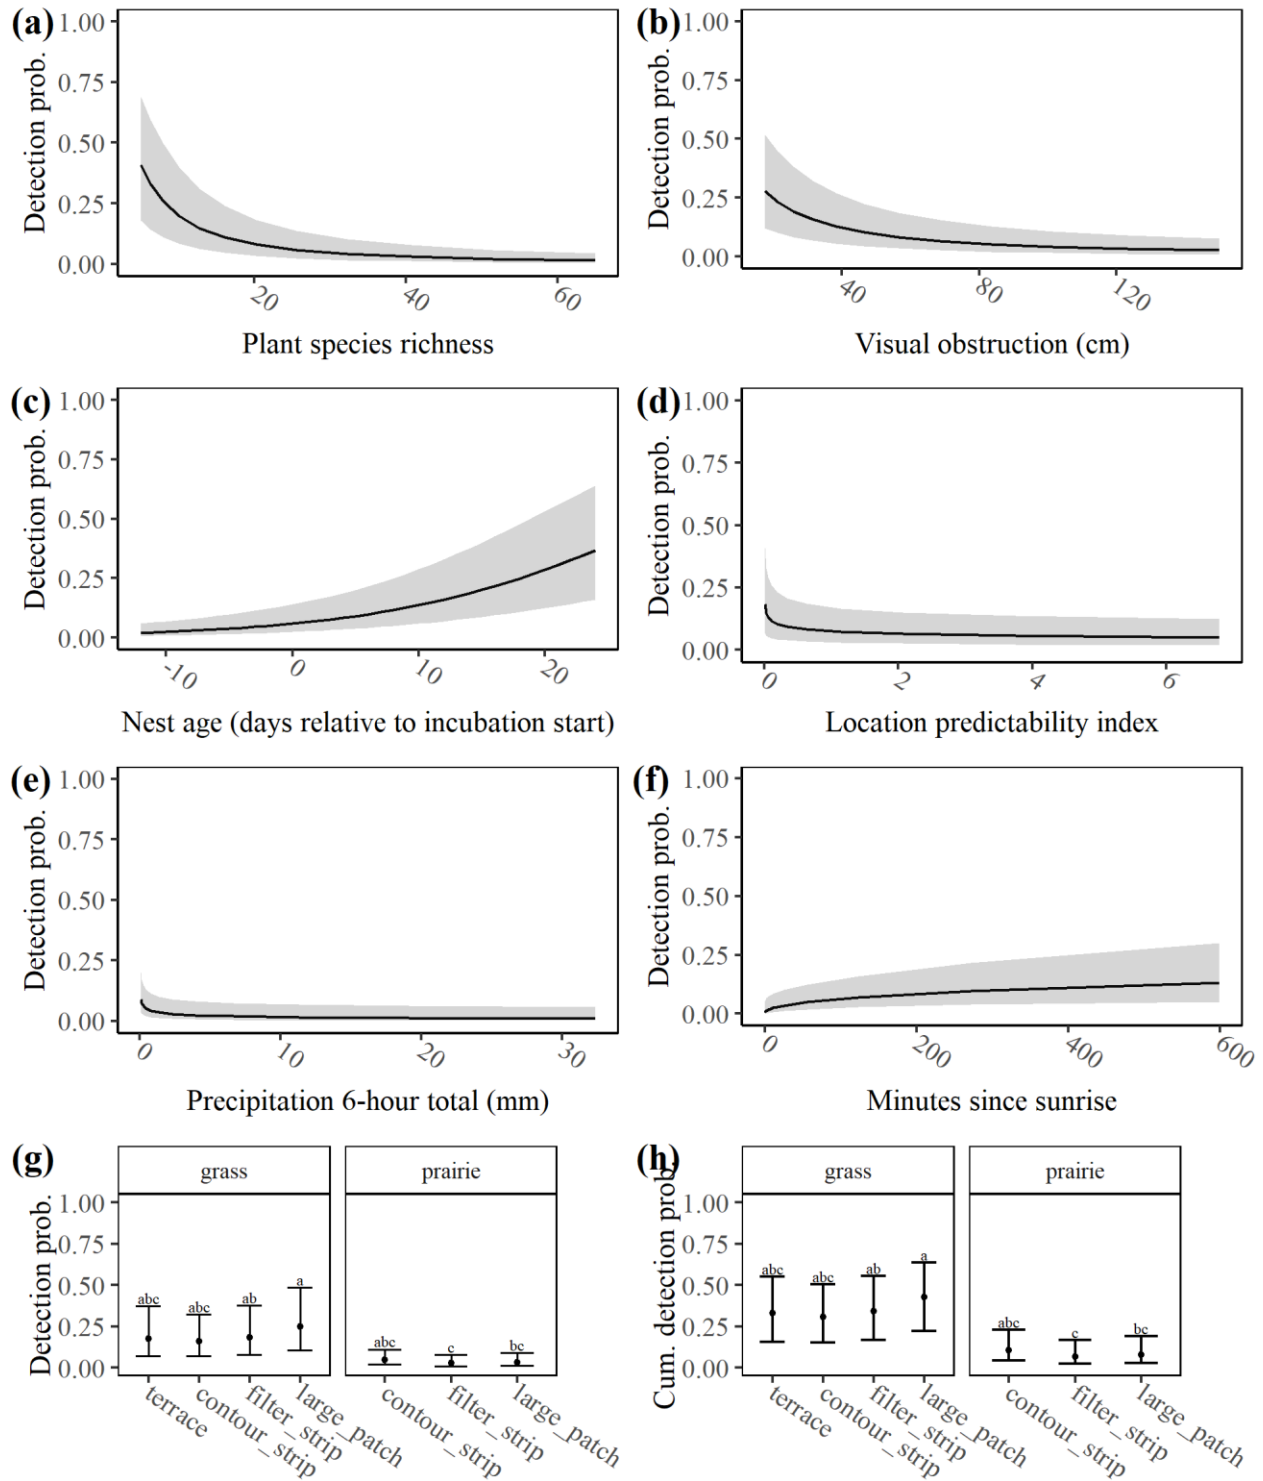 (a)
Detection prob.
1.00
0.75
0.50
0.25
0.00
20
40
60
Plant species richness
(b)
Detection prob.
1.00
0.75
0.50
0.25
0.00
40
80
120
Visual obstruction (cm)
(c)
Detection prob.
1.00
0.75
0.50
0.25
0.00
-10
0
10
20
Nest age (days relative to incubation start)
(d)
Detection prob.
1.00
0.75
0.50
0.25
0.00
0
2
4
6
Location predictability index
(e)
Detection prob.
1.00
0.75
0.50
0.25
0.00
0
10
20
30
Precipitation 6-hour total (mm)
(f)
Detection prob.
1.00
0.75
0.50
0.25
0.00
0
200
400
600
Minutes since sunrise
(g)
Detection prob.
grass
prairie
1.00
0.75
0.50
0.25
0.00
abc
abc
ab
a
abc
c
bc
terrace
contour_strip
filter_strip
large_patch
contour_strip
filter_strip
large_patch
(h)
Cum. detection prob.
grass
prairie
1.00
0.75
0.50
0.25
0.00
abc
abc
ab
a
abc
c
bc
terrace
contour_strip
filter_strip
large_patch
contour_strip
filter_strip
large_patch